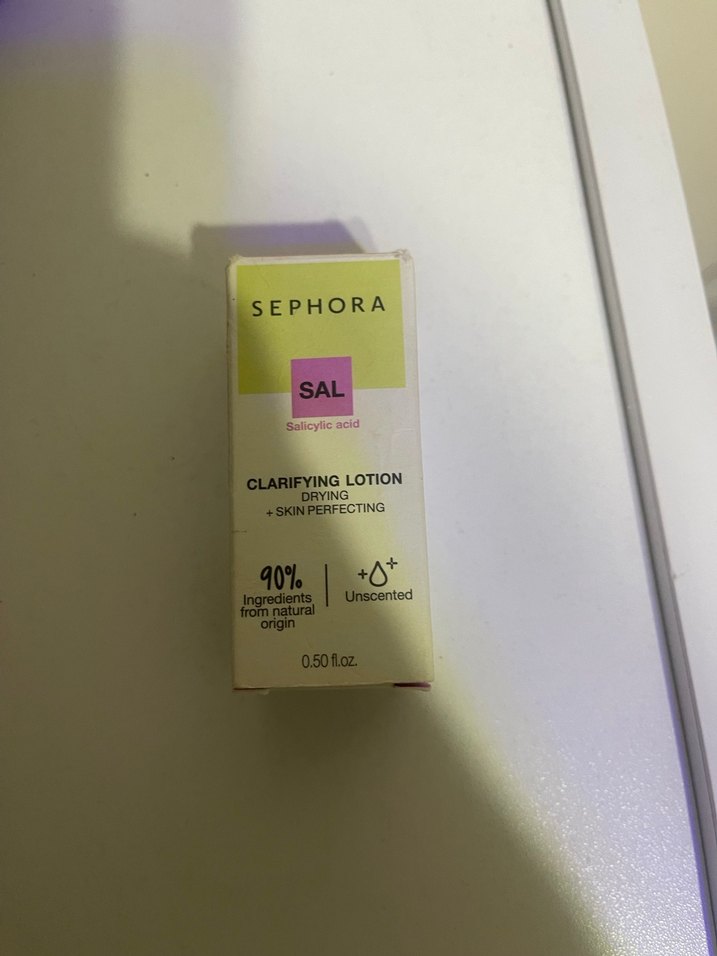 SEPHORA
SAL
Salicylic acid
CLARIFYING LOTION
DRYING
+ SKIN PERFECTING
90%
Ingredients
from natural
origin
Unscented
0.50 fl.oz.